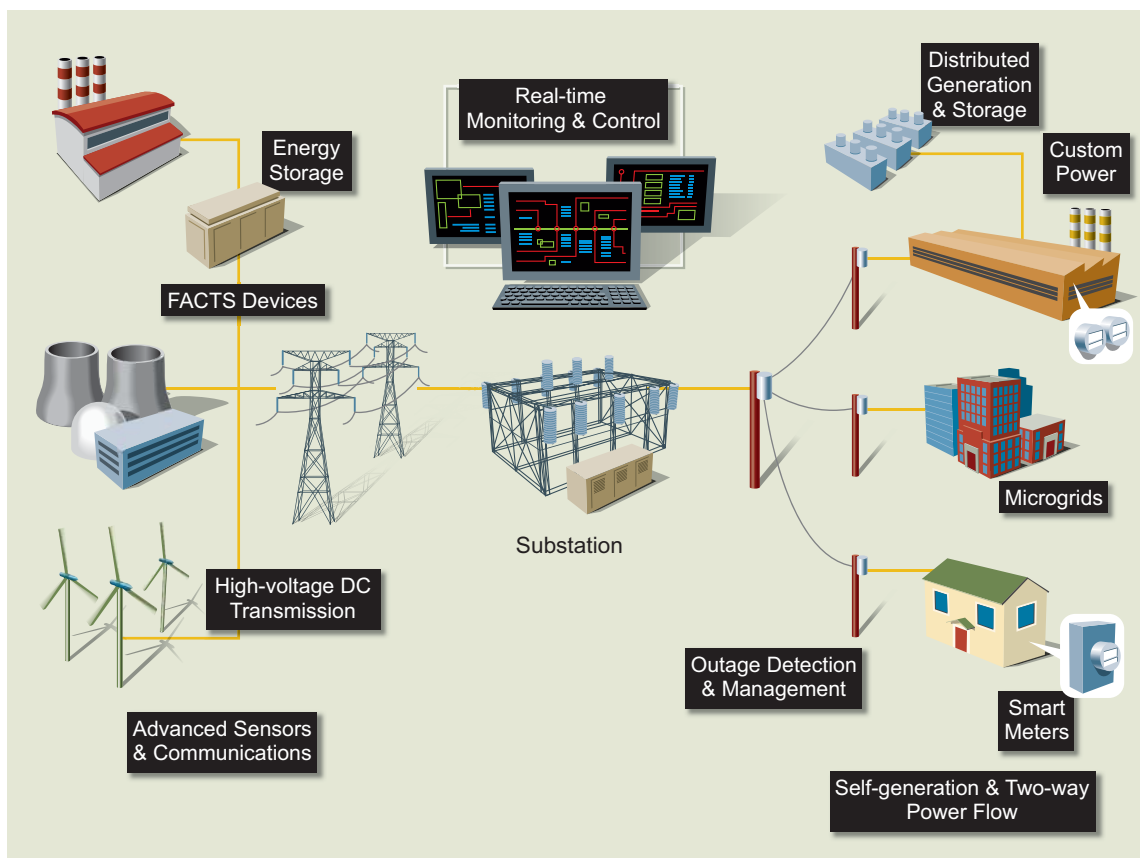 Real-time
Monitoring & Control
Distributed
Generation
& Storage
Energy
Storage
Custom
Power
FACTS Devices
Microgrids
Substation
High-voltage DC
Transmission
Outage Detection
& Management
Smart
Meters
Advanced Sensors
& Communications
Self-generation & Two-way
Power Flow